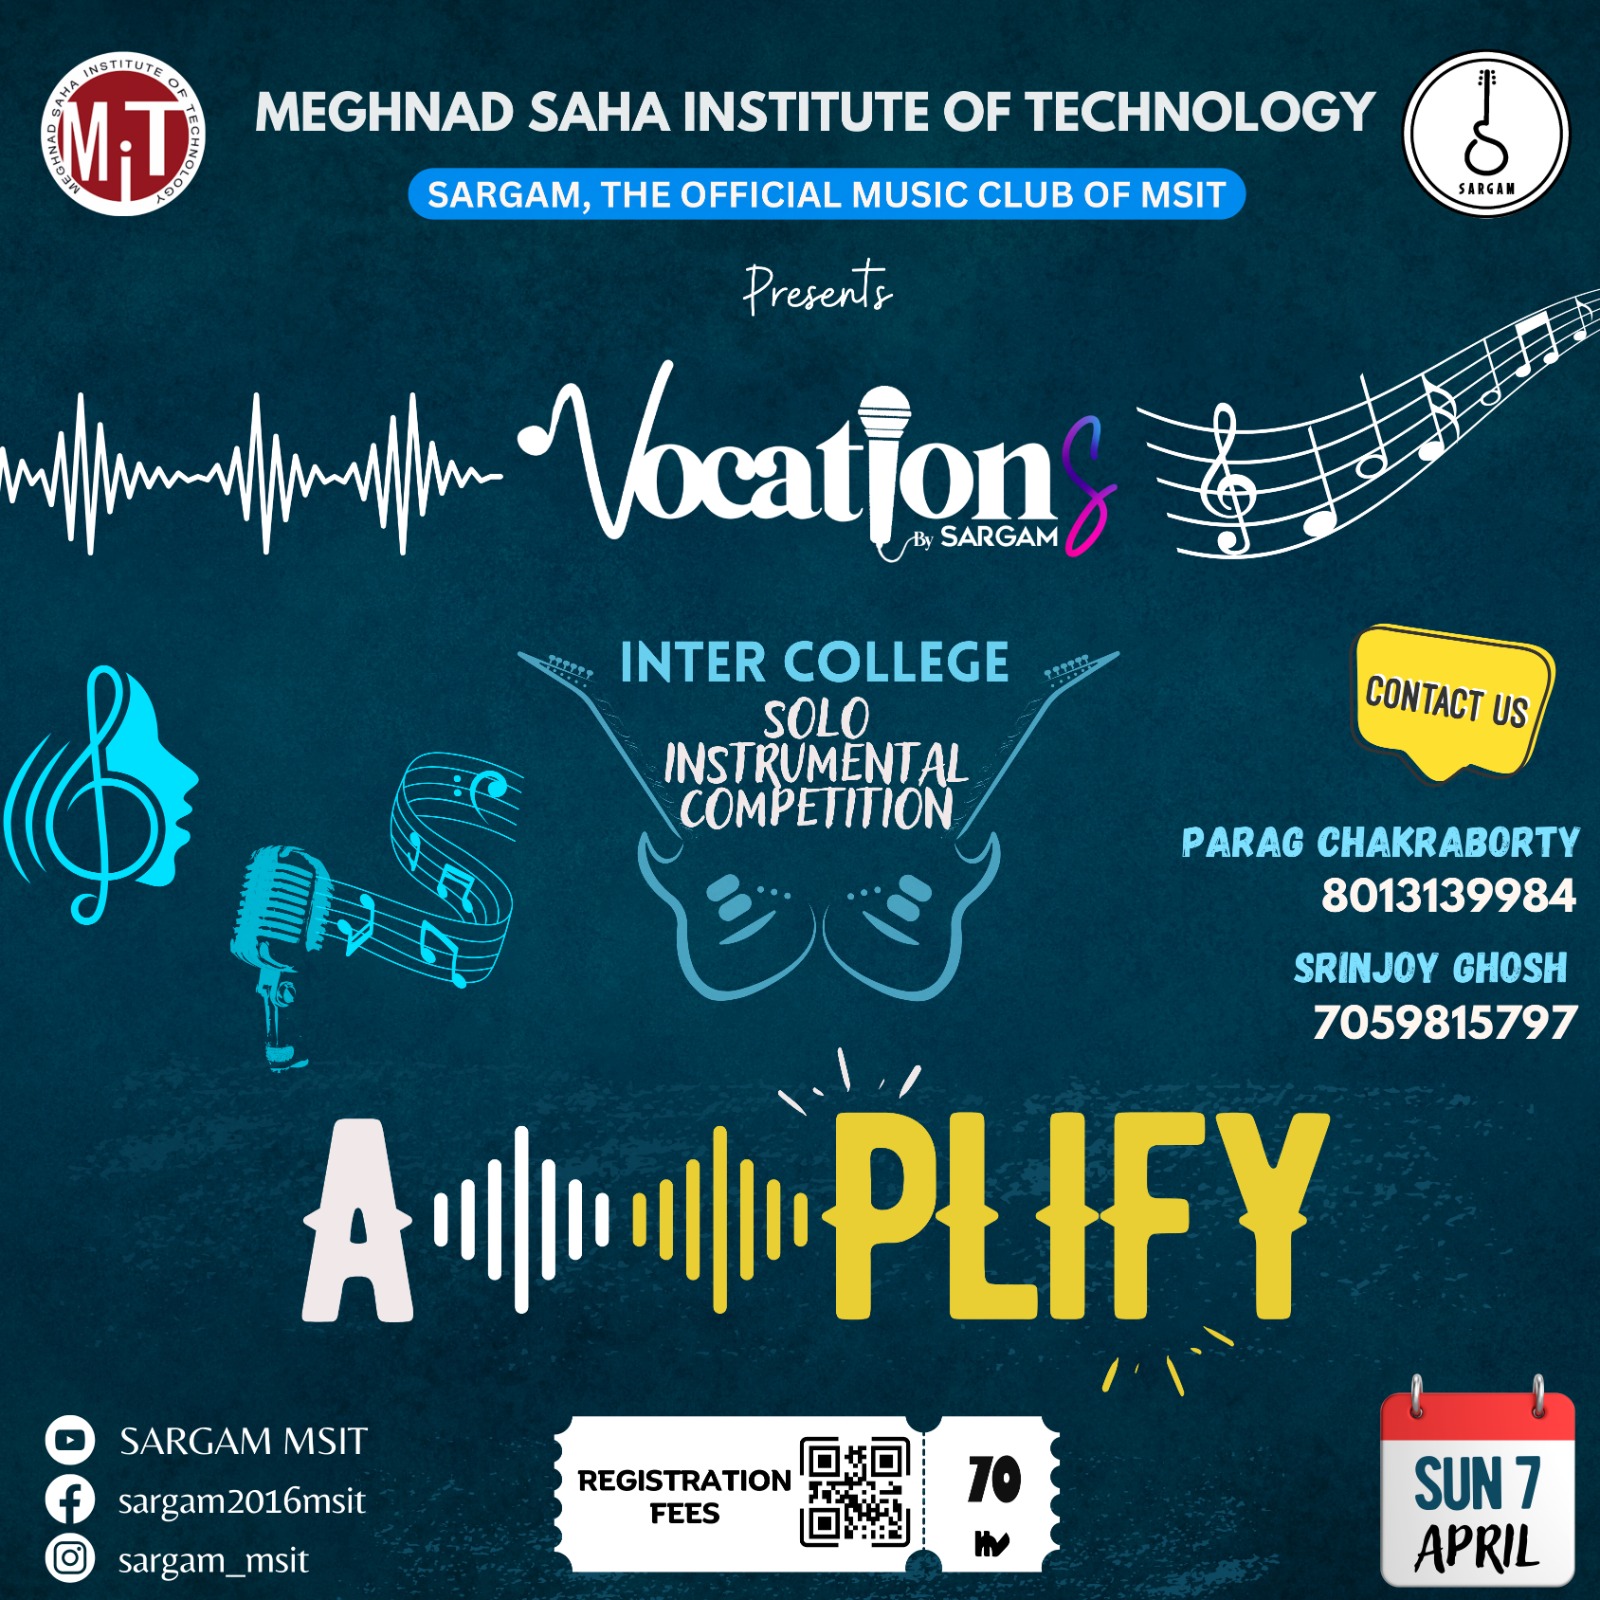 MEGHNAD SAHA INSTITUTE OF TECHNOLOGY
MiT
MEGHNAD SAHA INSTITUTE OF TECHNOLOGY
SARGAM
SARGAM, THE OFFICIAL MUSIC CLUB OF MSIT
Presents
VocationS
By SARGAM
INTER COLLEGE
SOLO
INSTRUMENTAL
COMPETITION
CONTACT US
PARAG CHAKRABORTY
8013139984
SRINJOY GHOSH
7059815797
A PLIFY
SARGAM MSIT
sargam2016msit
sargam_msit
REGISTRATION
FEES
70
SUN 7
APRIL